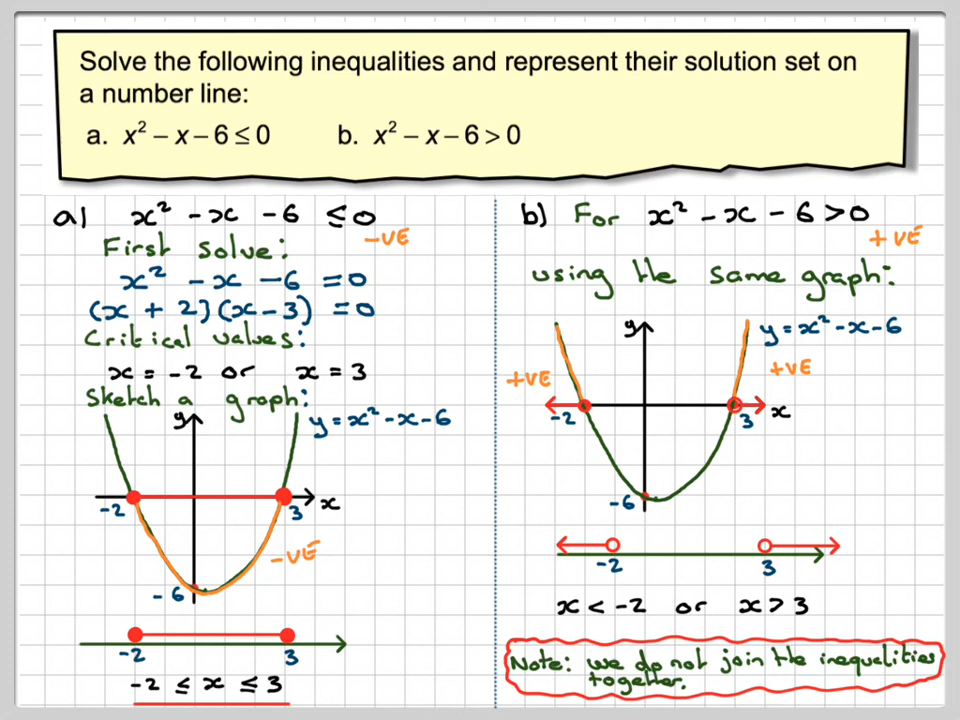 Solve the following inequalities and represent their solution set on
a number line:
a. x² − x − 6 ≤ 0 b. x² − x − 6 > 0
a) x² - x - 6 ≤ 0
-VE
First solve:
x² - x - 6 = 0
(x + 2)(x - 3) = 0
Critical values:
x = -2 or x = 3
Sketch a graph:
y
y = x² - x - 6
-2
3
x
-VE
-6
-2
3
-2 ≤ x ≤ 3
b) For x² - x - 6 > 0
+VE
using the same graph:
y
y = x² - x - 6
+VE
+VE
-2
3
x
-6
-2
3
x < -2 or x > 3
Note: we do not join the inequalities
together.